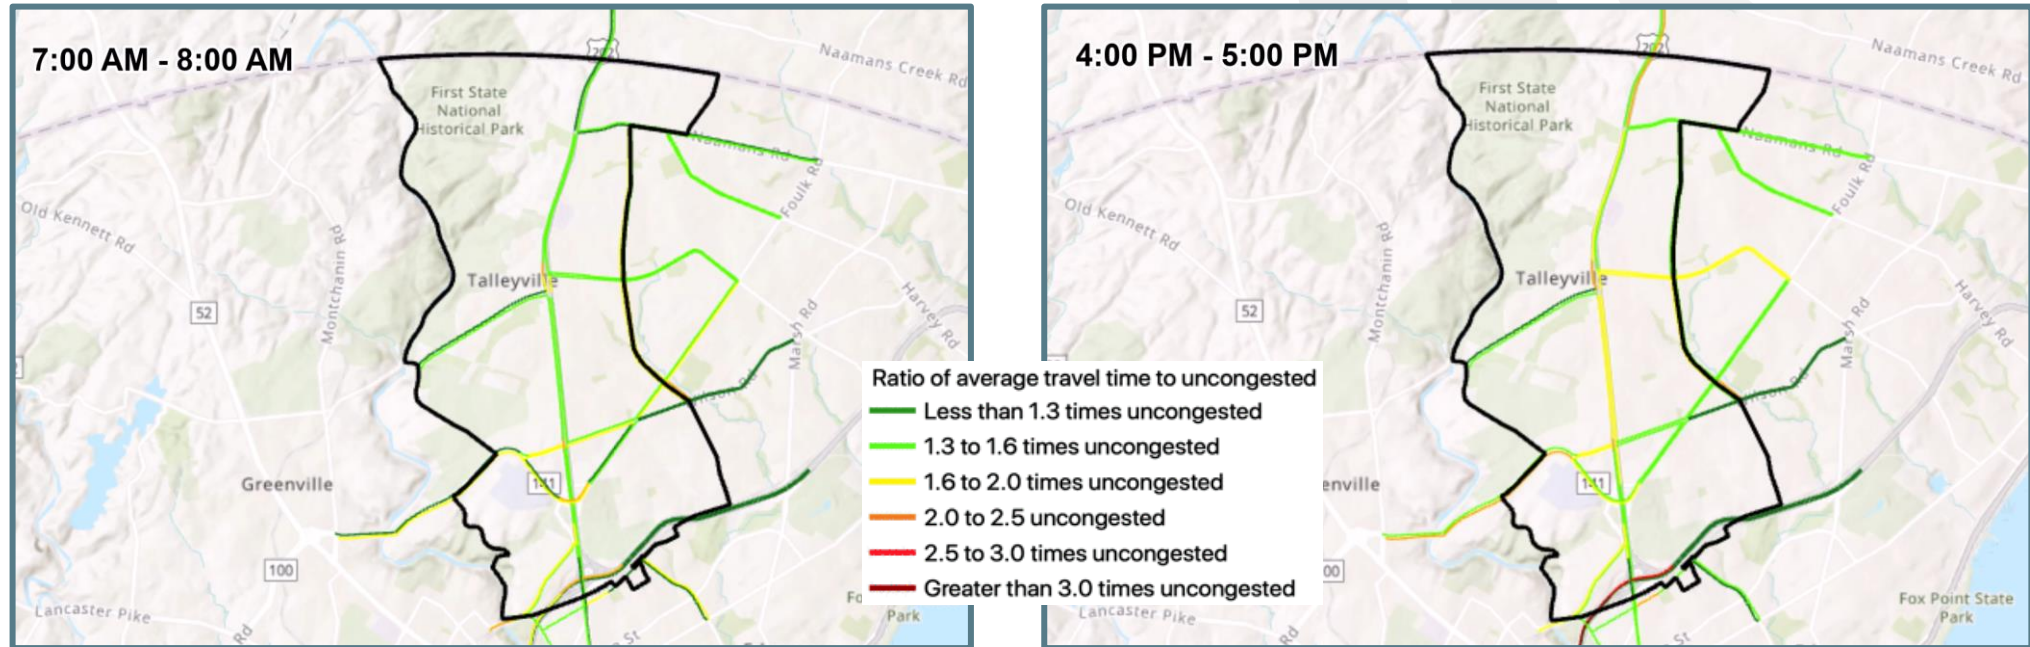 7:00 AM - 8:00 AM
202
Naamans Creek Rd
First State
National
Historical Park
Naamans Rd
Foulk Rd
Old Kennett Rd
Montchanin Rd
Talleyville
52
Harvey Rd
Marsh Rd
Greenville
141
100
Lancaster Pike
Rd
St
Fo
Park
4:00 PM - 5:00 PM
202
Naamans Creek Rd
First State
National
Historical Park
Naamans Rd
Foulk Rd
Old Kennett Rd
Montchanin Rd
Talleyville
52
Harvey Rd
Marsh Rd
enville
141
00
Lancaster Pike
Rd
St
Fox Point State
Park
Ratio of average travel time to uncongested
Less than 1.3 times uncongested
1.3 to 1.6 times uncongested
1.6 to 2.0 times uncongested
2.0 to 2.5 uncongested
2.5 to 3.0 times uncongested
Greater than 3.0 times uncongested